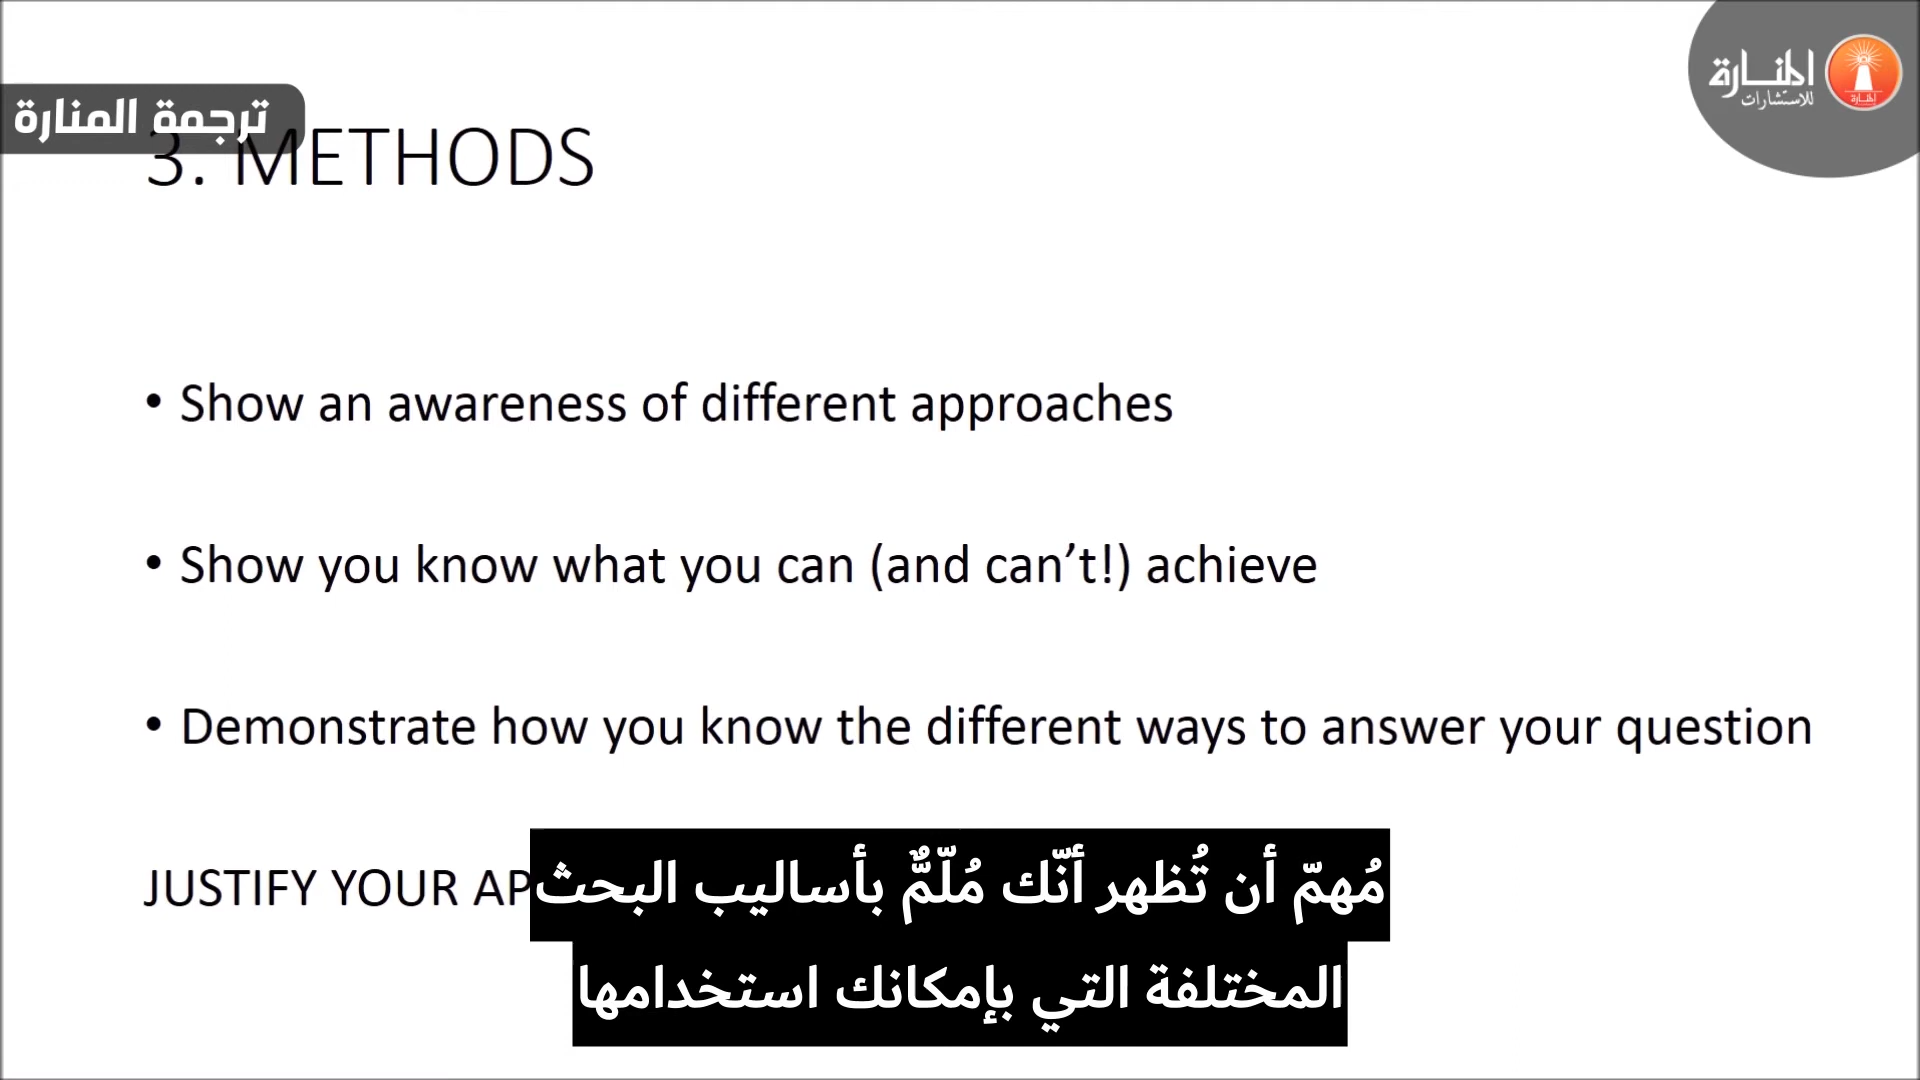 المنارة
للاستشارات
ترجمة المنارة
3. METHODS
• Show an awareness of different approaches
• Show you know what you can (and can’t!) achieve
• Demonstrate how you know the different ways to answer your question
JUSTIFY YOUR AP
مُهمّ أن تُظهر أنّك مُلّمٌّ بأساليب البحث
المختلفة التي بإمكانك استخدامها